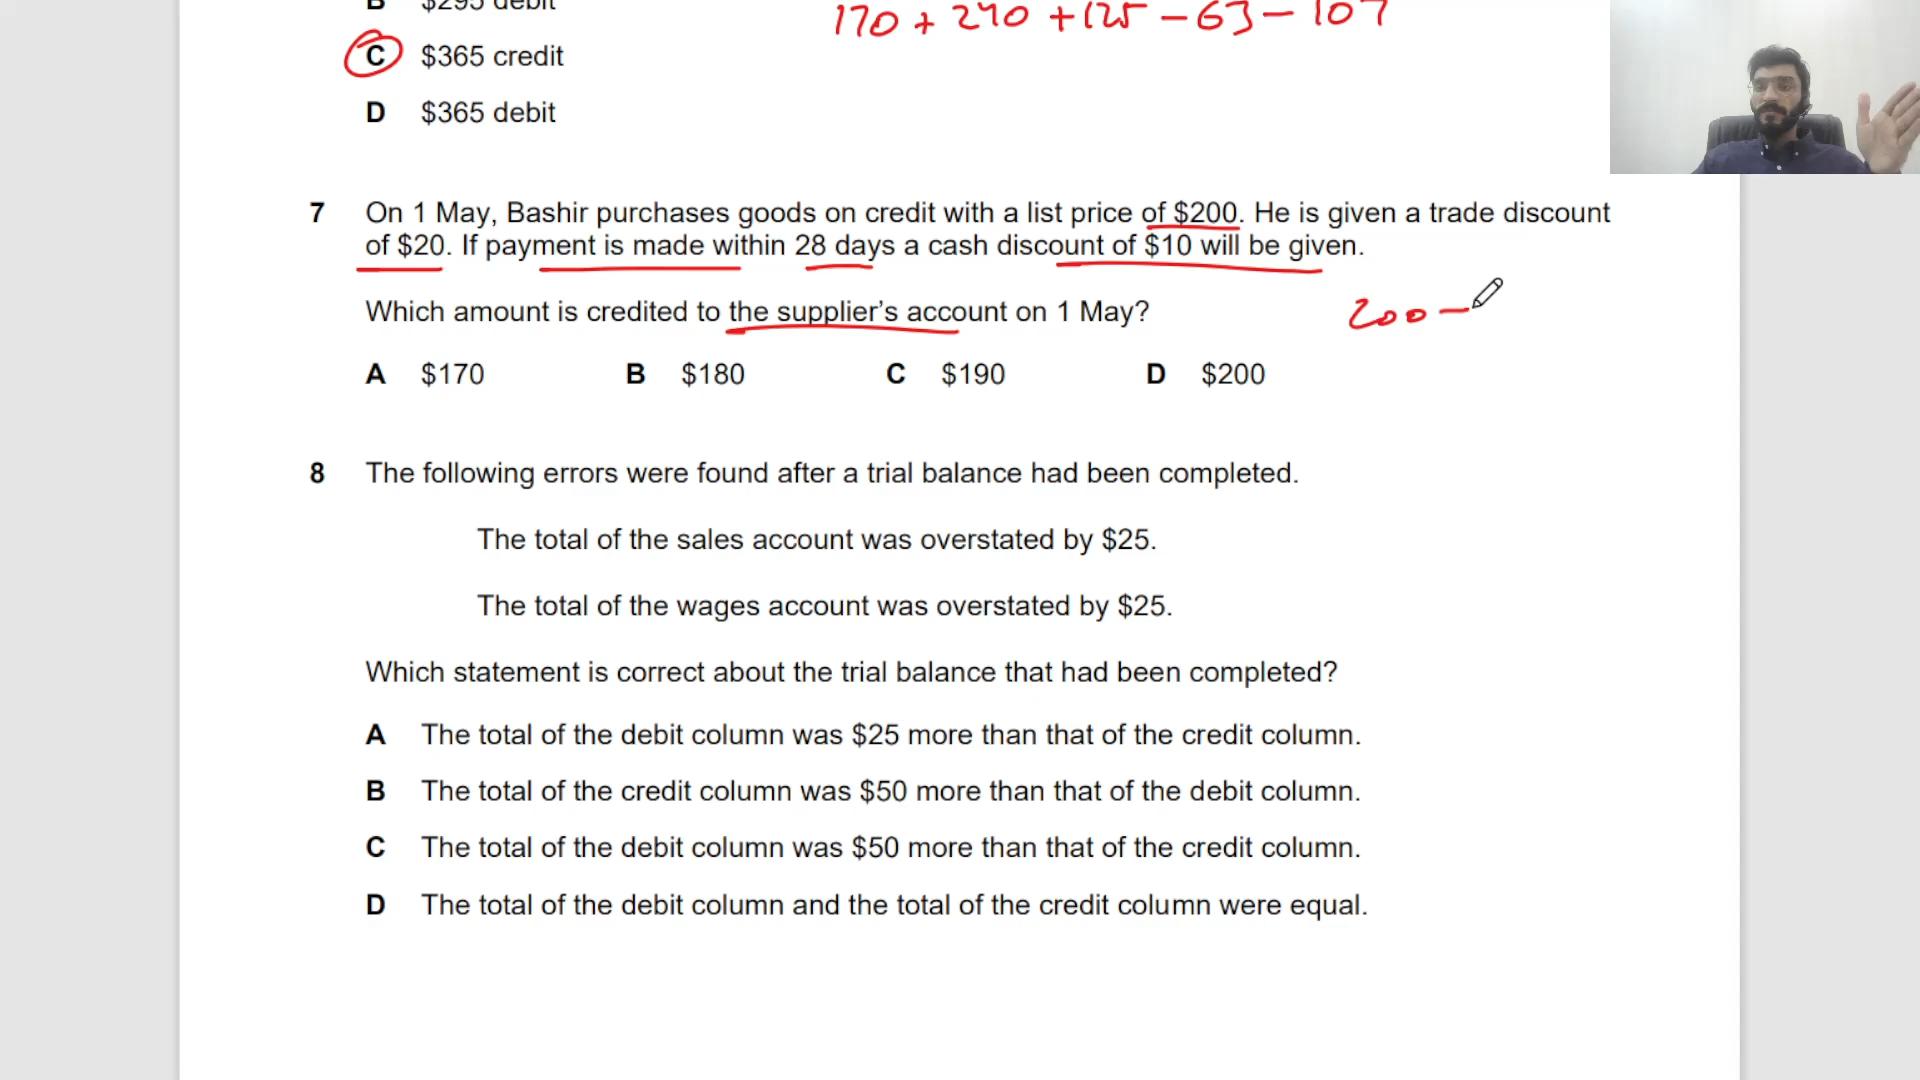 B $295 debit
170 + 240 + 125 - 63 - 107
C $365 credit
D $365 debit
7 On 1 May, Bashir purchases goods on credit with a list price of $200. He is given a trade discount
of $20. If payment is made within 28 days a cash discount of $10 will be given.
Which amount is credited to the supplier’s account on 1 May?
200 -
A $170 B $180 C $190 D $200
8 The following errors were found after a trial balance had been completed.
The total of the sales account was overstated by $25.
The total of the wages account was overstated by $25.
Which statement is correct about the trial balance that had been completed?
A The total of the debit column was $25 more than that of the credit column.
B The total of the credit column was $50 more than that of the debit column.
C The total of the debit column was $50 more than that of the credit column.
D The total of the debit column and the total of the credit column were equal.